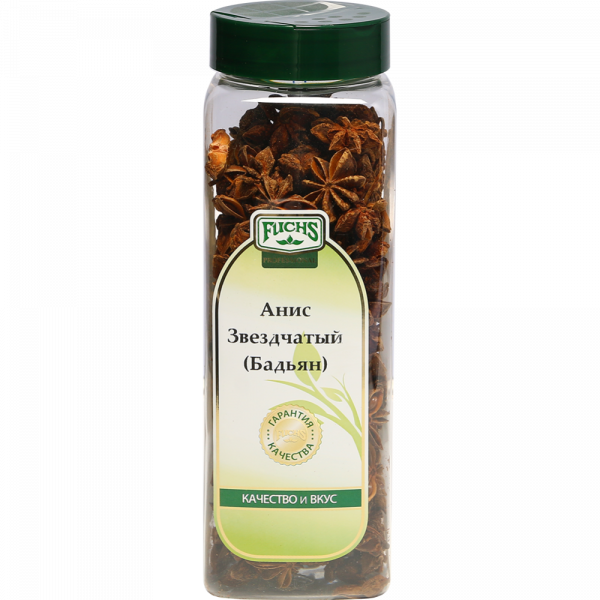 FUCHS
Анис
Звездчатый
(Бадьян)
ГАРАНТИЯ
КАЧЕСТВА
КАЧЕСТВО и ВКУС